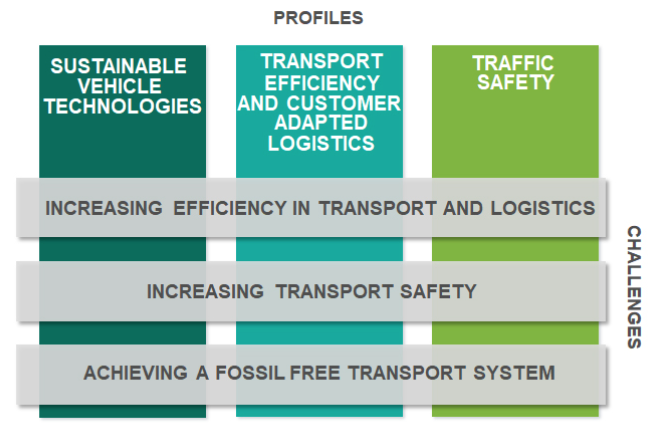 PROFILES
SUSTAINABLE
VEHICLE
TECHNOLOGIES
TRANSPORT
EFFICIENCY
AND CUSTOMER
ADAPTED
LOGISTICS
TRAFFIC
SAFETY
INCREASING EFFICIENCY IN TRANSPORT AND LOGISTICS
INCREASING TRANSPORT SAFETY
ACHIEVING A FOSSIL FREE TRANSPORT SYSTEM
CHALLENGES